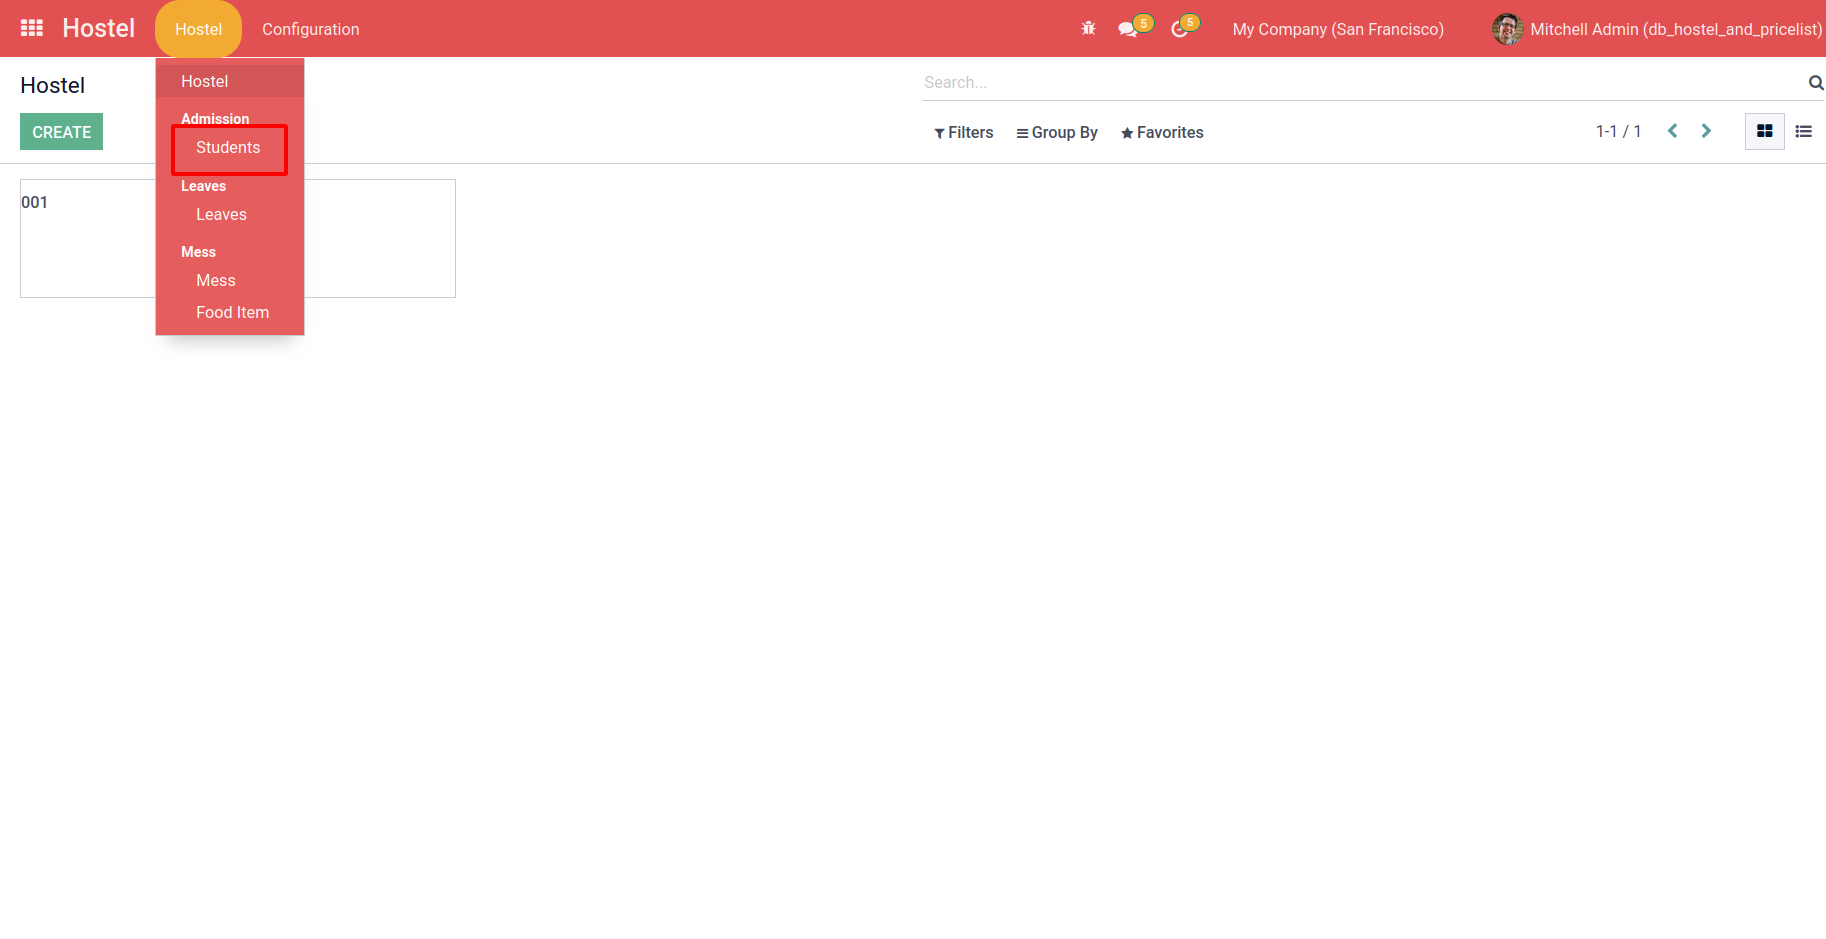 Hostel
Hostel
Configuration
5
5
My Company (San Francisco)
Mitchell Admin (db_hostel_and_pricelist)
Hostel
CREATE
Hostel
Admission
Students
Leaves
Leaves
Mess
Mess
Food Item
Search...
Filters
Group By
Favorites
1-1 / 1
001